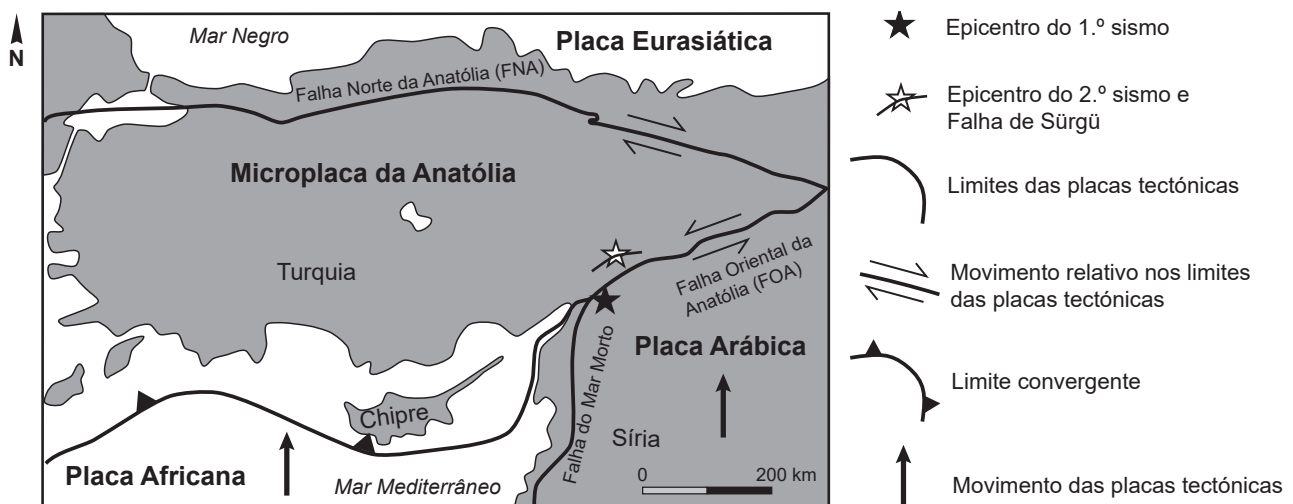 N
Mar Negro
Placa Eurasiática
Falha Norte da Anatólia (FNA)
Microplaca da Anatólia
Turquia
Falha Oriental da
Anatólia (FOA)
Placa Arábica
Falha do Mar Morto
Chipre
Síria
Placa Africana
Mar Mediterrâneo
0 200 km
Epicentro do 1.º sismo
Epicentro do 2.º sismo e
Falha de Sürgü
Limites das placas tectónicas
Movimento relativo nos limites
das placas tectónicas
Limite convergente
Movimento das placas tectónicas